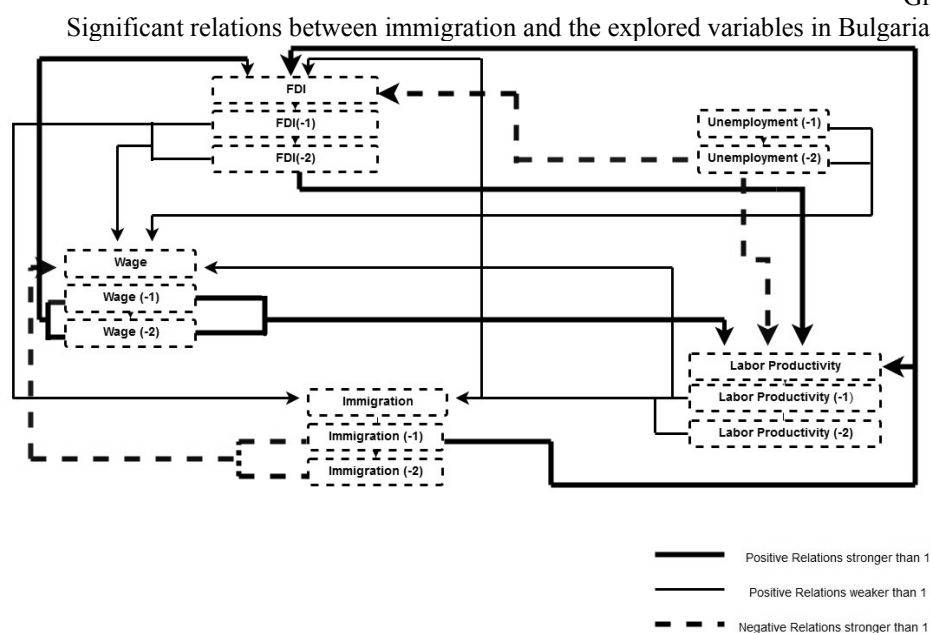 Significant relations between immigration and the explored variables in Bulgaria
FDI
FDI(-1)
FDI(-2)
Unemployment (-1)
Unemployment (-2)
Wage
Wage (-1)
Wage (-2)
Labor Productivity
Labor Productivity (-1)
Labor Productivity (-2)
Immigration
Immigration (-1)
Immigration (-2)
Positive Relations stronger than 1
Positive Relations weaker than 1
Negative Relations stronger than 1